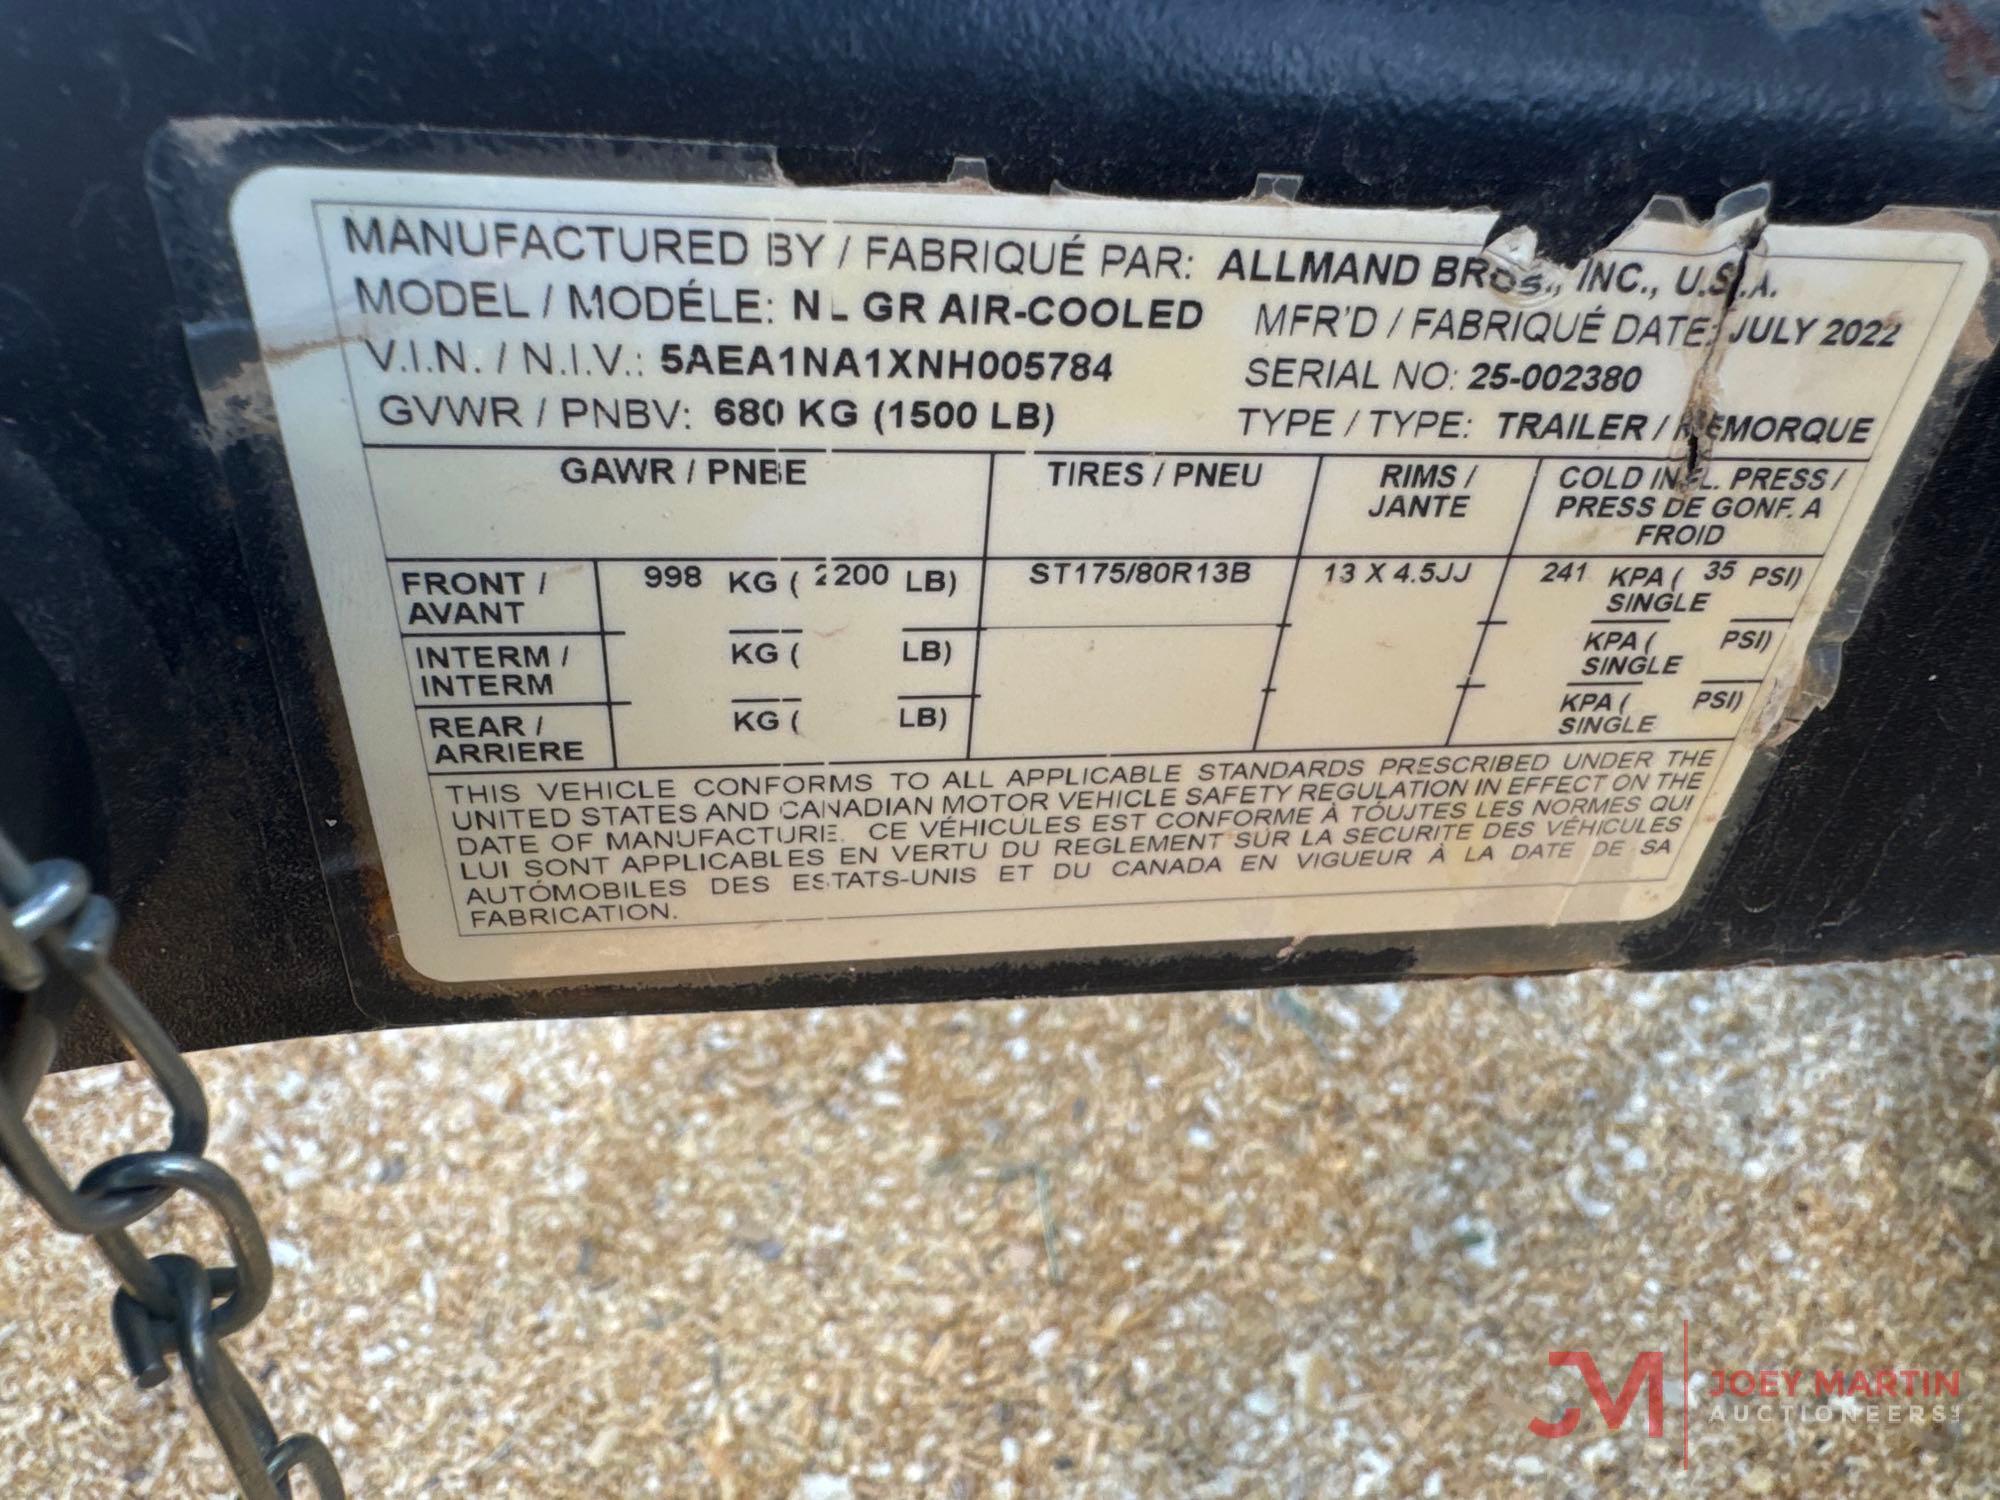 MANUFACTURED BY / FABRIQUÉ PAR: ALLMAND BROS., INC., U.S.A.
MODEL / MODÉLE: GR AIR-COOLED MFR'D / FABRIQUÉ DATE: JULY 2022
V.I.N. / N.I.V.: 5AEA1NA1XNH005784 SERIAL NO: 25-002380
GVWR / PNBV: 680 KG (1500 LB) TYPE / TYPE: TRAILER / REMORQUE
GAWR / PNBE TIRES / PNEU RIMS / COLD INFL. PRESS /
JANTE PRESS DE GONF. A
FROID
FRONT / 998 KG ( 2200 LB) ST175/80R13B 13 X 4.5JJ 241 KPA ( 35 PSI)
AVANT SINGLE
INTERM / KG ( LB) KPA ( PSI)
INTERM SINGLE
REAR / KG ( LB) KPA ( PSI)
ARRIERE SINGLE
THIS VEHICLE CONFORMS TO ALL APPLICABLE STANDARDS PRESCRIBED UNDER THE
UNITED STATES AND CANADIAN MOTOR VEHICLE SAFETY REGULATION IN EFFECT ON THE
DATE OF MANUFACTURE. CE VÉHICULES EST CONFORME À TOUJTES LES NORMES QUI
LUI SONT APPLICABLES EN VERTU DU REGLEMENT SUR LA SECURITE DES VÉHICULES
AUTÓMOBILES DES ESTATS-UNIS ET DU CANADA EN VIGUEUR À LA DATE DE SA
FABRICATION.
JM
JOEY MARTIN
AUCTIONEERS